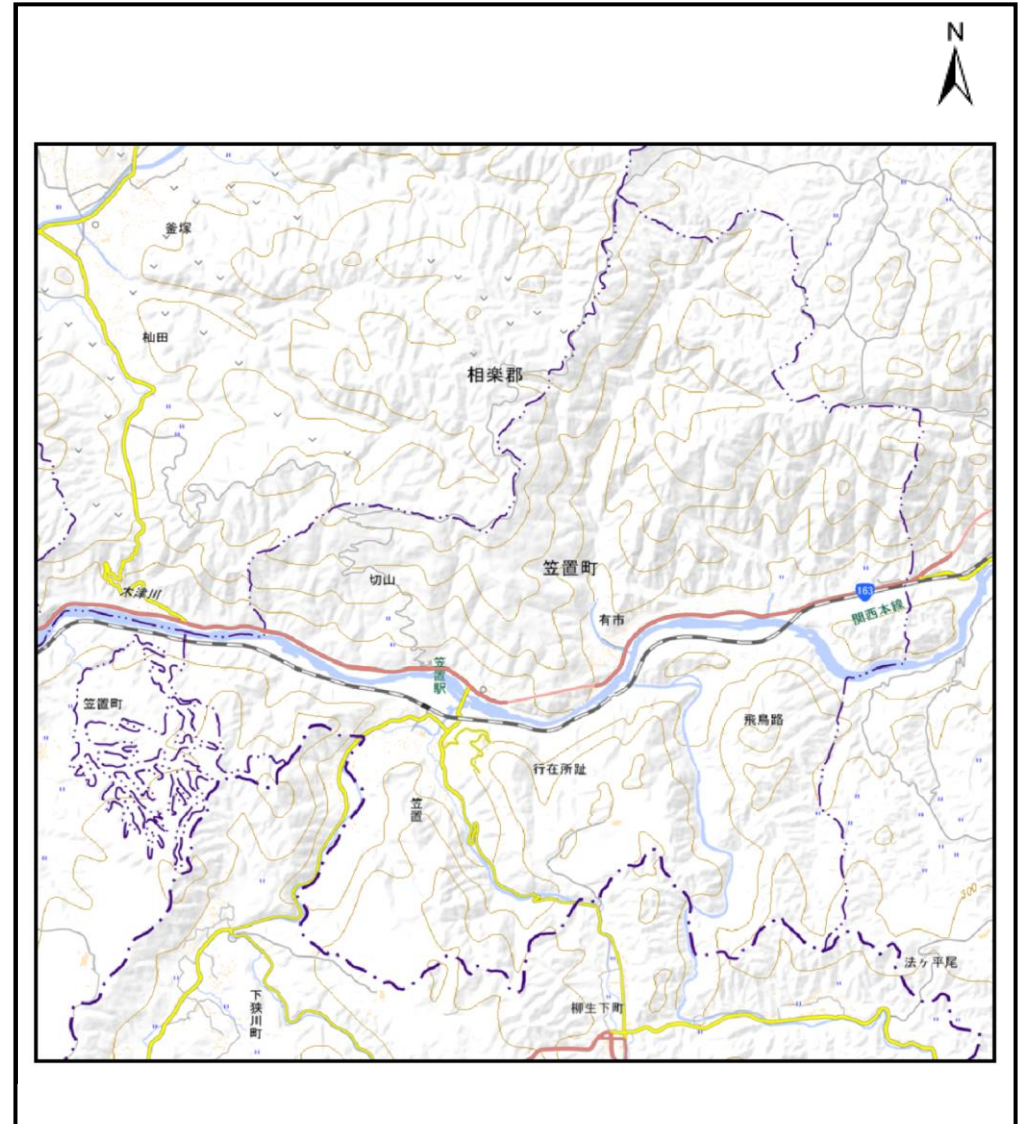 N
釜塚
杣田
相楽郡
切山
笠置町
木津川
有市
163
関西本線
笠置駅
笠置町
飛鳥路
行在所趾
笠置
300
法ヶ平尾
下狭川町
柳生下町